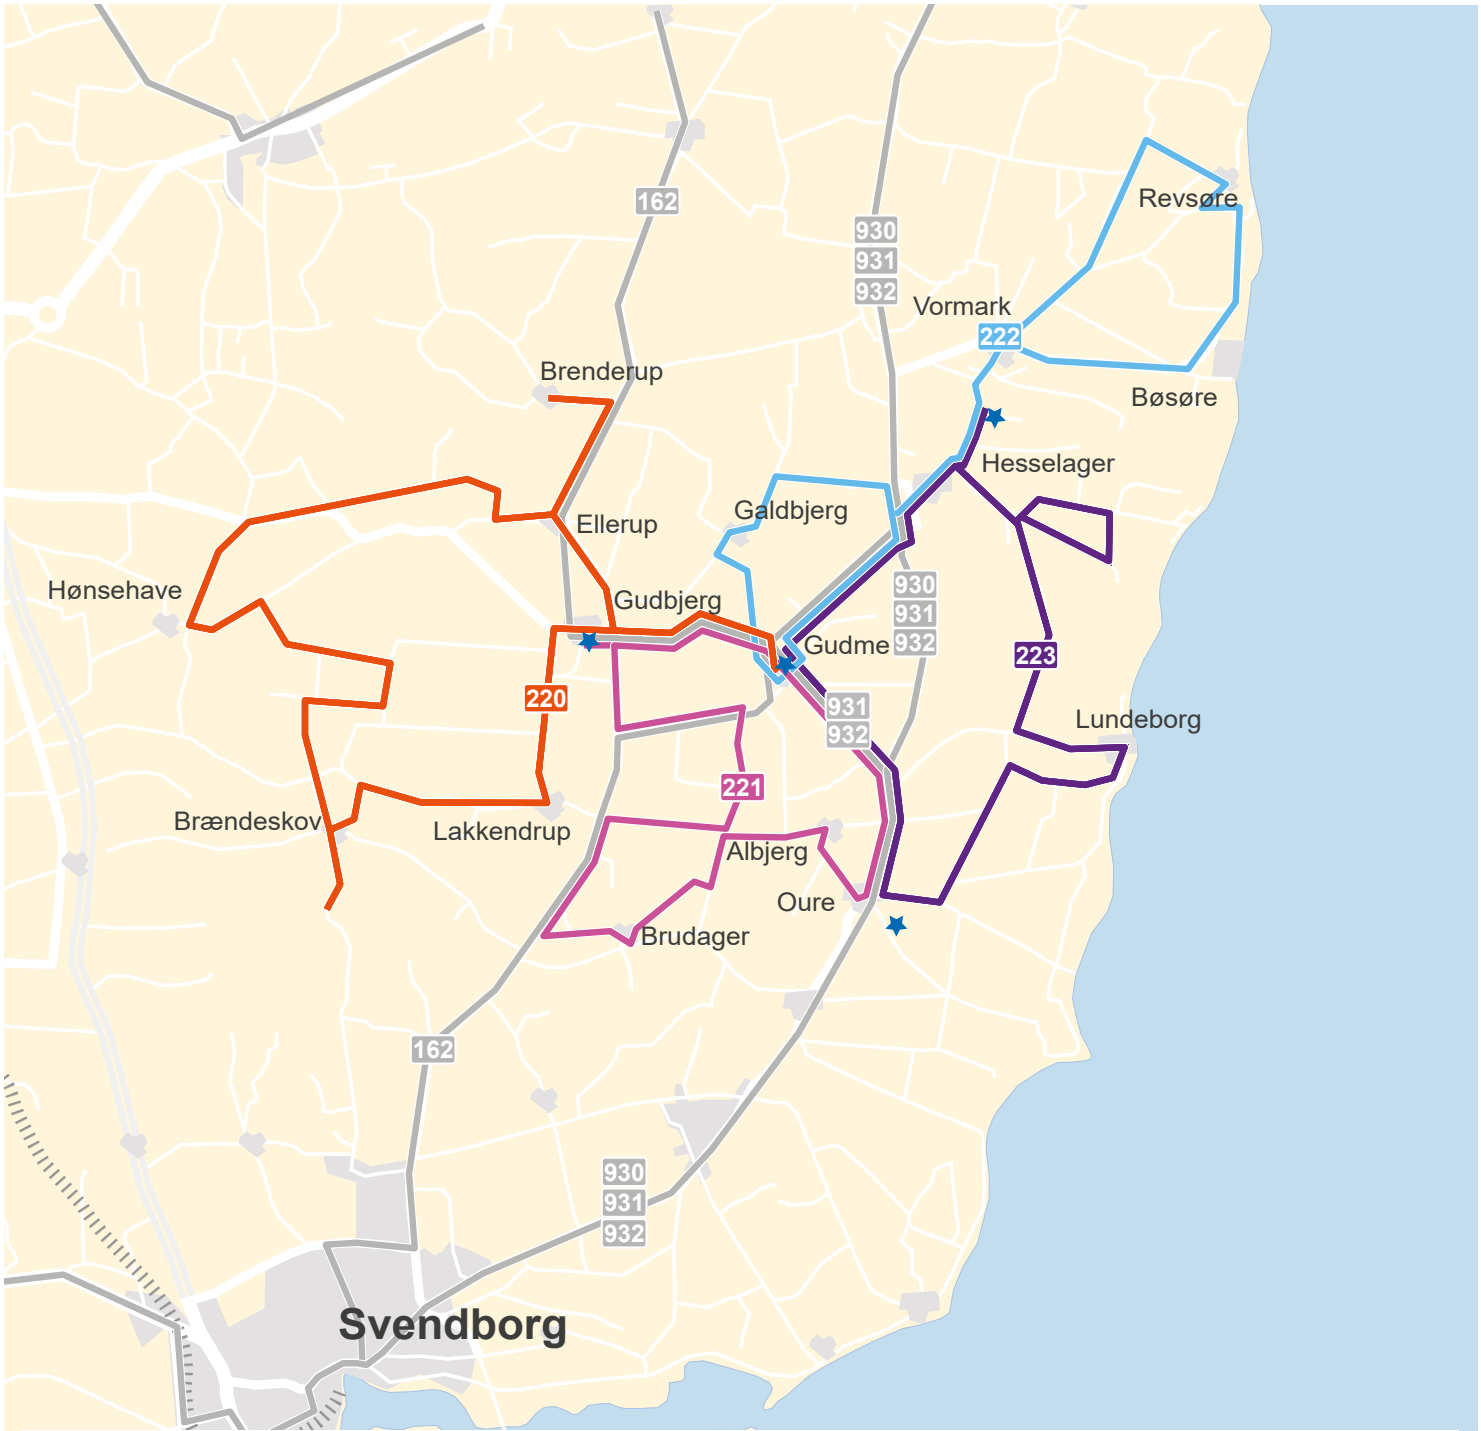 Revsøre
162
930
931
932
Vormark
222
Brenderup
Bøsøre
Hesselager
Galdbjerg
Ellerup
Hønsehave
Gudbjerg
930
931
932
Gudme
223
220
931
932
Lundeborg
221
Brændeskov
Lakkendrup
Albjerg
Oure
Brudager
162
930
931
932
Svendborg